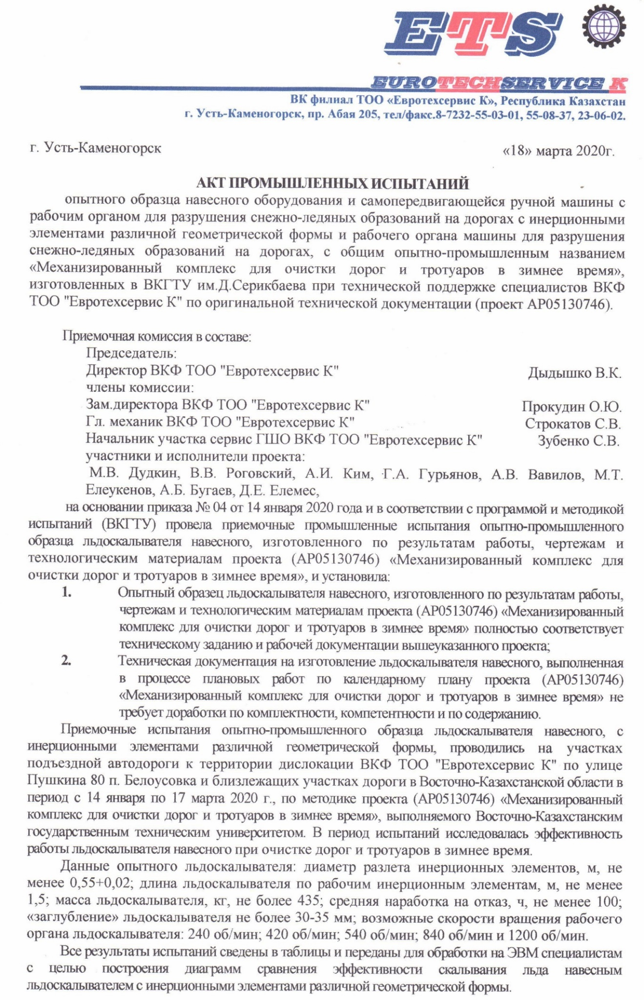 ETS
EUROTECHSERVICE K
ВК филиал ТОО «Евротехсервис К», Республика Казахстан
г. Усть-Каменогорск, пр. Абая 205, тел/факс.8-7232-55-03-01, 55-08-37, 23-06-02.
г. Усть-Каменогорск «18» марта 2020г.
АКТ ПРОМЫШЛЕННЫХ ИСПЫТАНИЙ
опытного образца навесного оборудования и самопередвигающейся ручной машины с
рабочим органом для разрушения снежно-ледяных образований на дорогах с инерционными
элементами различной геометрической формы и рабочего органа машины для разрушения
снежно-ледяных образований на дорогах, с общим опытно-промышленным названием
«Механизированный комплекс для очистки дорог и тротуаров в зимнее время»,
изготовленных в ВКГТУ им.Д.Серикбаева при технической поддержке специалистов ВКФ
ТОО "Евротехсервис К" по оригинальной технической документации (проект АР05130746).
Приемочная комиссия в составе:
Председатель:
Директор ВКФ ТОО "Евротехсервис К" Дыдышко В.К.
члены комиссии:
Зам.директора ВКФ ТОО "Евротехсервис К" Прокудин О.Ю.
Гл. механик ВКФ ТОО "Евротехсервис К" Строкатов С.В.
Начальник участка сервис ГШО ВКФ ТОО "Евротехсервис К" Зубенко С.В.
участники и исполнители проекта:
М.В. Дудкин, В.В. Роговский, А.И. Ким, Г.А. Гурьянов, А.В. Вавилов, М.Т.
Елеукенов, А.Б. Бугаев, Д.Е. Елемес,
на основании приказа № 04 от 14 января 2020 года и в соответствии с программой и методикой
испытаний (ВКГТУ) провела приемочные промышленные испытания опытно-промышленного
образца льдоскалывателя навесного, изготовленного по результатам работы, чертежам и
технологическим материалам проекта (АР05130746) «Механизированный комплекс для
очистки дорог и тротуаров в зимнее время», и установила:
1. Опытный образец льдоскалывателя навесного, изготовленного по результатам работы,
чертежам и технологическим материалам проекта (АР05130746) «Механизированный
комплекс для очистки дорог и тротуаров в зимнее время» полностью соответствует
техническому заданию и рабочей документации вышеуказанного проекта;
2. Техническая документация на изготовление льдоскалывателя навесного, выполненная
в процессе плановых работ по календарному плану проекта (АР05130746)
«Механизированный комплекс для очистки дорог и тротуаров в зимнее время» не
требует доработки по комплектности, компетентности и по содержанию.
Приемочные испытания опытно-промышленного образца льдоскалывателя навесного, с
инерционными элементами различной геометрической формы, проводились на участках
подъездной автодороги к территории дислокации ВКФ ТОО "Евротехсервис К" по улице
Пушкина 80 п. Белоусовка и близлежащих участках дороги в Восточно-Казахстанской области в
период с 14 января по 17 марта 2020 г., по методике проекта (АР05130746) «Механизированный
комплекс для очистки дорог и тротуаров в зимнее время», выполняемого Восточно-Казахстанским
государственным техническим университетом. В период испытаний исследовалась эффективность
работы льдоскалывателя навесного при очистке дорог и тротуаров в зимнее время.
Данные опытного льдоскалывателя: диаметр разлета инерционных элементов, м, не
менее 0,55+0,02; длина льдоскалывателя по рабочим инерционным элементам, м, не менее
1,5; масса льдоскалывателя, кг, не более 435; средняя наработка на отказ, ч, не менее 100;
«заглубление» льдоскалывателя не более 30-35 мм; возможные скорости вращения рабочего
органа льдоскалывателя: 240 об/мин; 420 об/мин; 540 об/мин; 840 об/мин и 1200 об/мин.
Все результаты испытаний сведены в таблицы и переданы для обработки на ЭВМ специалистам
с целью построения диаграмм сравнения эффективности скалывания льда навесным
льдоскалывателем с инерционными элементами различной геометрической формы.